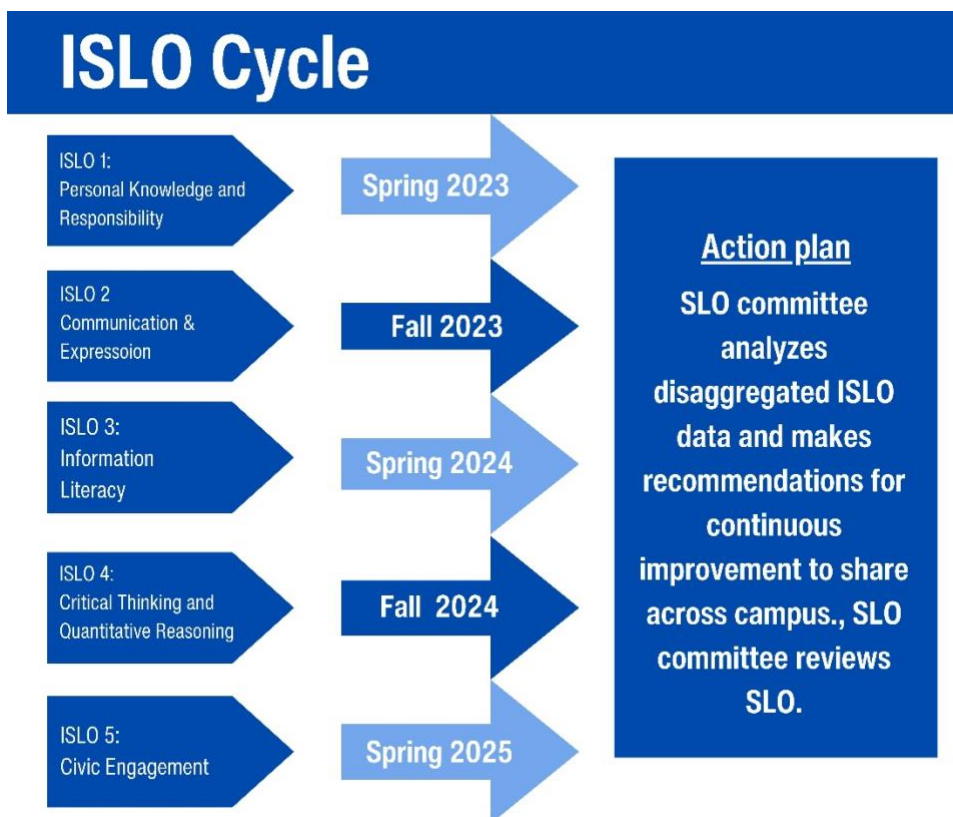 ISLO Cycle
ISLO 1:
Personal Knowledge and
Responsibility
Spring 2023
ISLO 2
Communication &
Expressoion
Fall 2023
ISLO 3:
Information
Literacy
Spring 2024
ISLO 4:
Critical Thinking and
Quantitative Reasoning
Fall 2024
ISLO 5:
Civic Engagement
Spring 2025
Action plan
SLO committee
analyzes
disaggregated ISLO
data and makes
recommendations for
continuous
improvement to share
across campus., SLO
committee reviews
SLO.